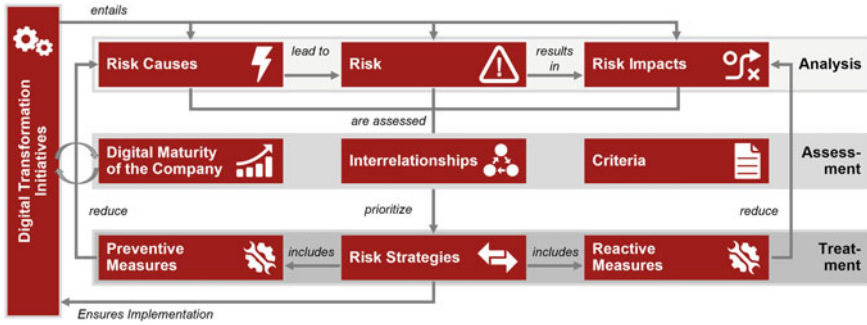 entails
Digital Transformation
Initiatives
Risk Causes
lead to
Risk
results
in
Risk Impacts
Analysis
are assessed
Digital Maturity
of the Company
Interrelationships
Criteria
Assess-
ment
reduce
prioritize
reduce
Preventive
Measures
includes
Risk Strategies
includes
Reactive
Measures
Treat-
ment
Ensures Implementation